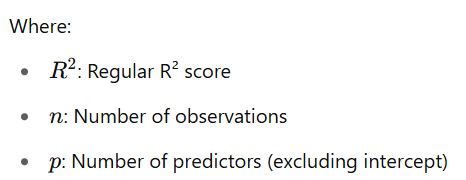 Where:
• R²: Regular R² score
• n: Number of observations
• p: Number of predictors (excluding intercept)